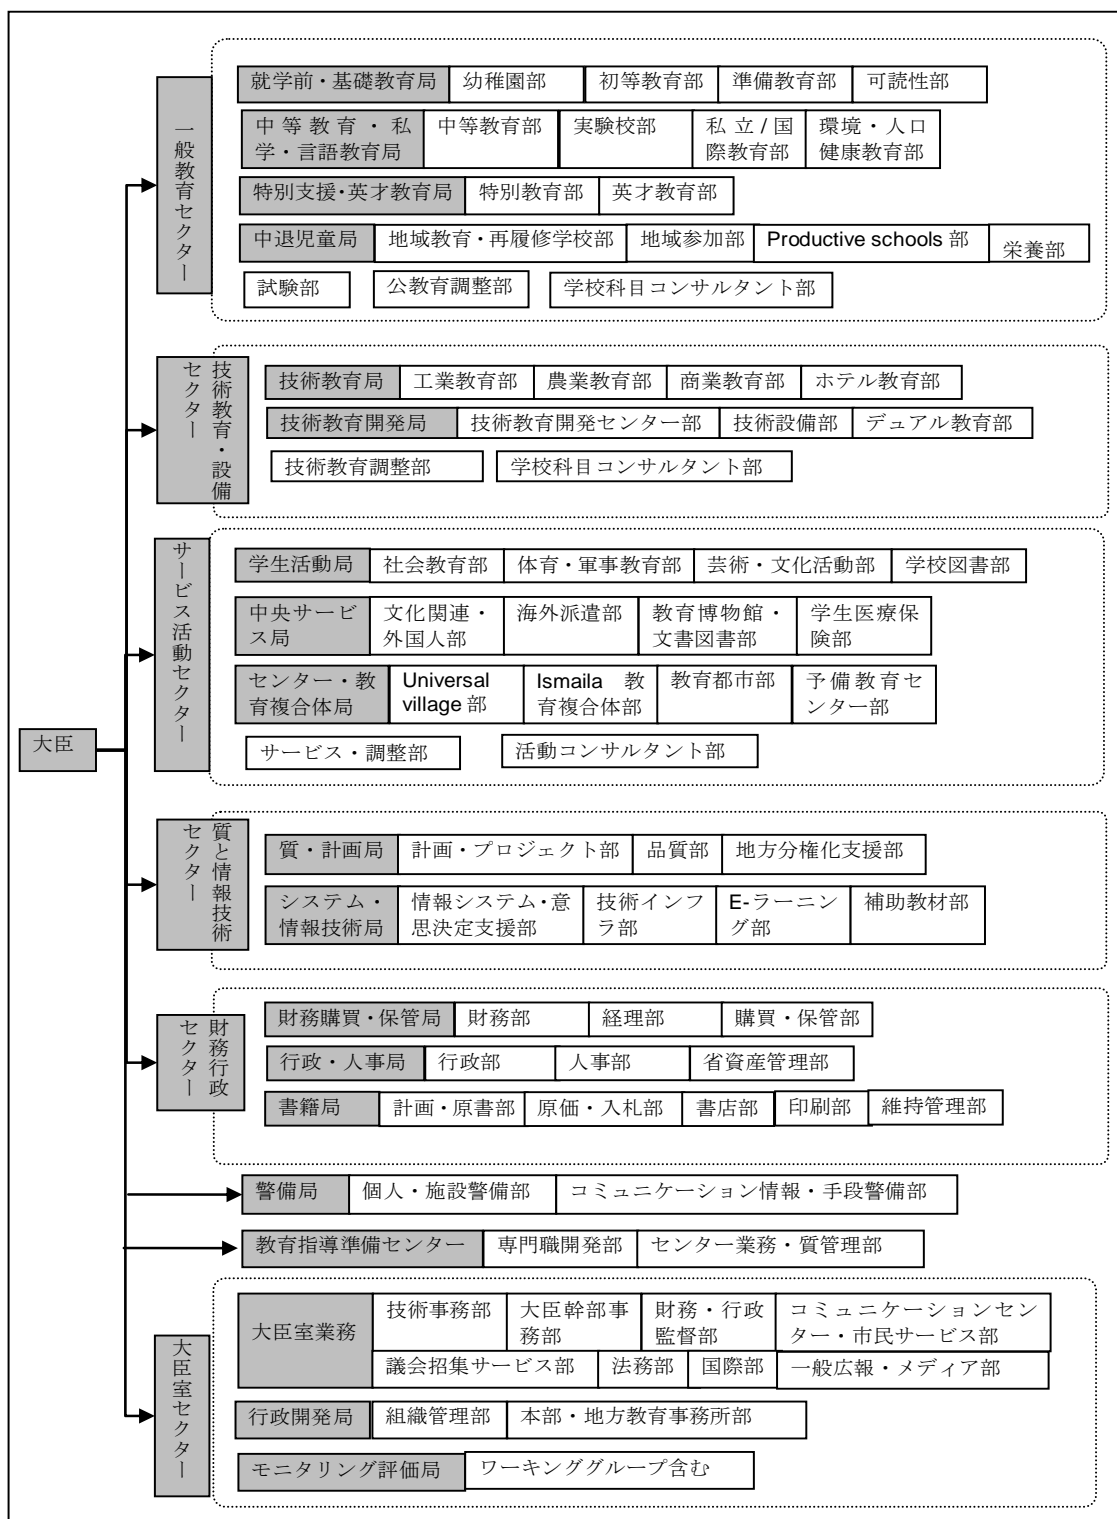 大臣
一般教育セクター
就学前・基礎教育局 幼稚園部 初等教育部 準備教育部 可読性部
中等教育・私 中等教育部 実験校部 私立/国 環境・人口
学・言語教育局 際教育部 健康教育部
特別支援・英才教育局 特別教育部 英才教育部
中退児童局 地域教育・再履修学校部 地域参加部 Productive schools 部 栄養部
試験部 公教育調整部 学校科目コンサルタント部
技術教育・設備
セクター
技術教育局 工業教育部 農業教育部 商業教育部 ホテル教育部
技術教育開発局 技術教育開発センター部 技術設備部 デュアル教育部
技術教育調整部 学校科目コンサルタント部
サービス活動セクター
学生活動局 社会教育部 体育・軍事教育部 芸術・文化活動部 学校図書部
中央サービ 文化関連・ 海外派遣部 教育博物館・ 学生医療保
ス局 外国人部 文書図書部 険部
センター・教 Universal Ismaila 教 教育都市部 予備教育セ
育複合体局 village 部 育複合体部 ンター部
サービス・調整部 活動コンサルタント部
質と情報技術
セクター
質・計画局 計画・プロジェクト部 品質部 地方分権化支援部
システム・ 情報システム・意 技術インフ E-ラーニン 補助教材部
情報技術局 思決定支援部 ラ部 グ部
財務行政
セクター
財務購買・保管局 財務部 経理部 購買・保管部
行政・人事局 行政部 人事部 省資産管理部
書籍局 計画・原書部 原価・入札部 書店部 印刷部 維持管理部
警備局 個人・施設警備部 コミュニケーション情報・手段警備部
教育指導準備センター 専門職開発部 センター業務・質管理部
大臣室セクター
大臣室業務 技術事務部 大臣幹部事 財務・行政 コミュニケーションセン
務部 監督部 ター・市民サービス部
議会招集サービス部 法務部 国際部 一般広報・メディア部
行政開発局 組織管理部 本部・地方教育事務所部
モニタリング評価局 ワーキンググループ含む